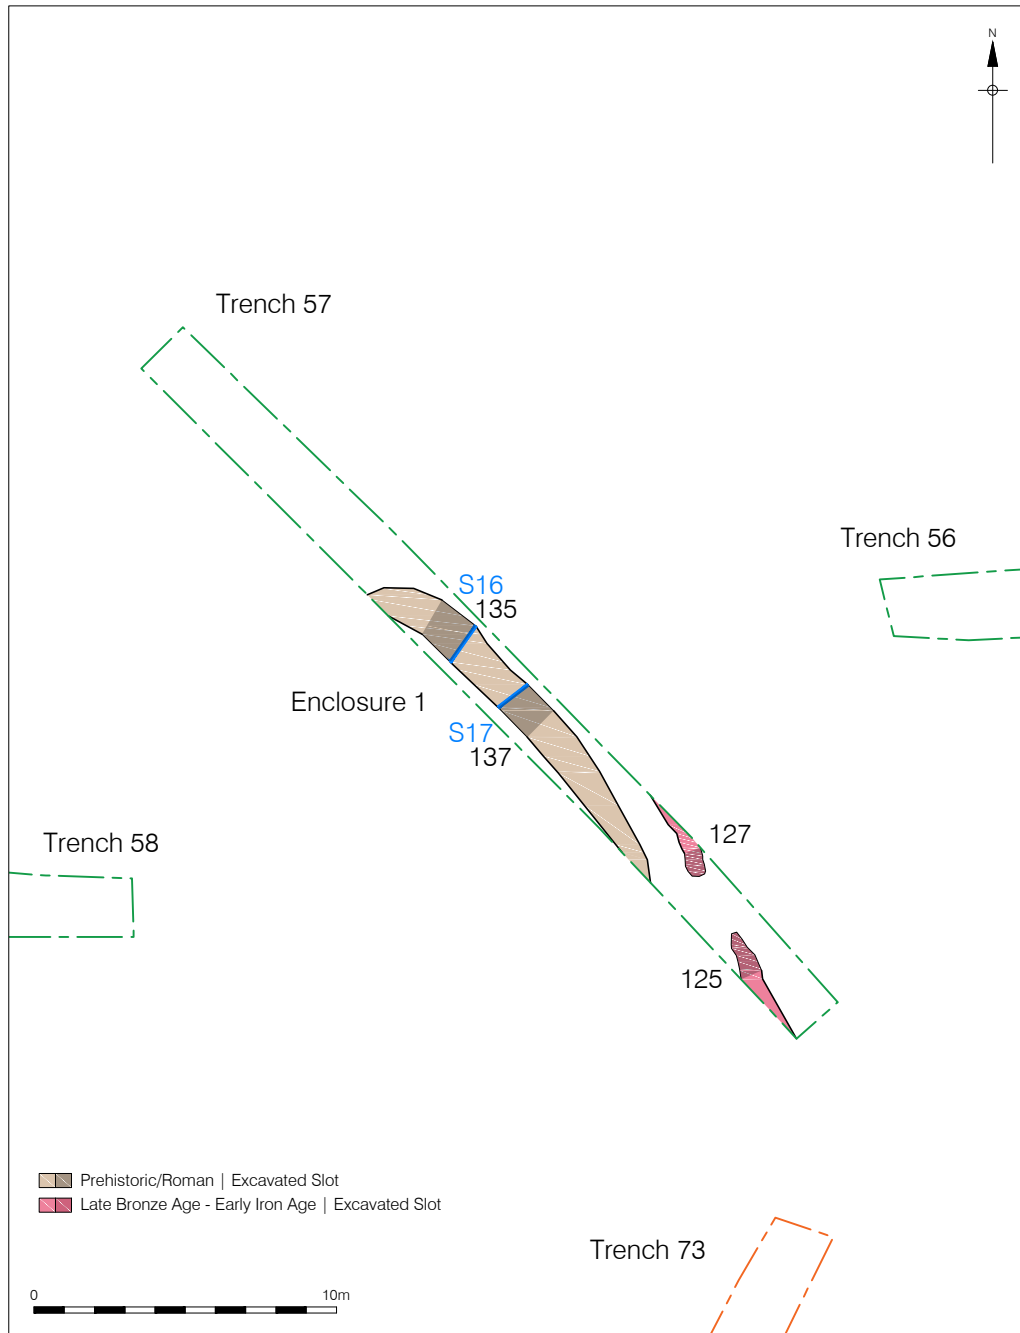 N
Trench 57
Trench 56
S16
135
Enclosure 1
S17
137
127
Trench 58
125
Prehistoric/Roman | Excavated Slot
Late Bronze Age - Early Iron Age | Excavated Slot
Trench 73
0 10m